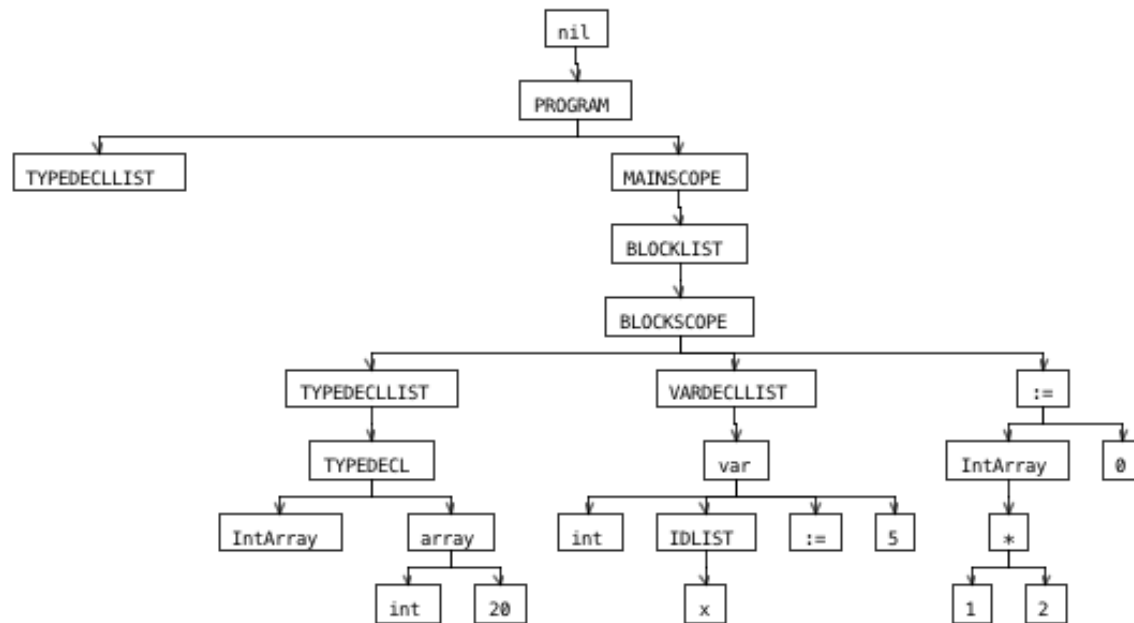 nil
PROGRAM
TYPEDECLLIST MAINSCOPE
BLOCKLIST
BLOCKSCOPE
TYPEDECLLIST VARDECLLIST :=
TYPEDECL var IntArray 0
IntArray array int IDLIST := 5 *
int 20 x 1 2